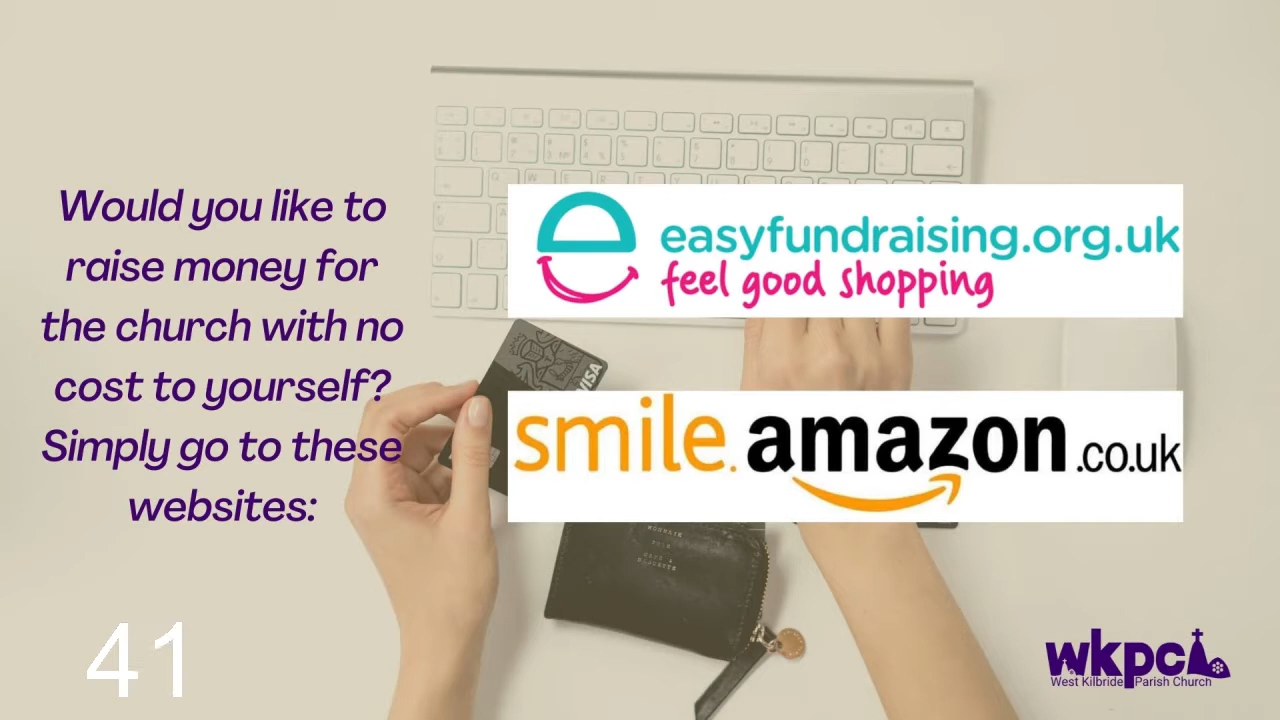 Would you like to
raise money for
the church with no
cost to yourself?
Simply go to these
websites:
easyfundraising.org.uk
feel good shopping
VISA
smile.amazon.co.uk
41
wkpc
West Kilbride Parish Church